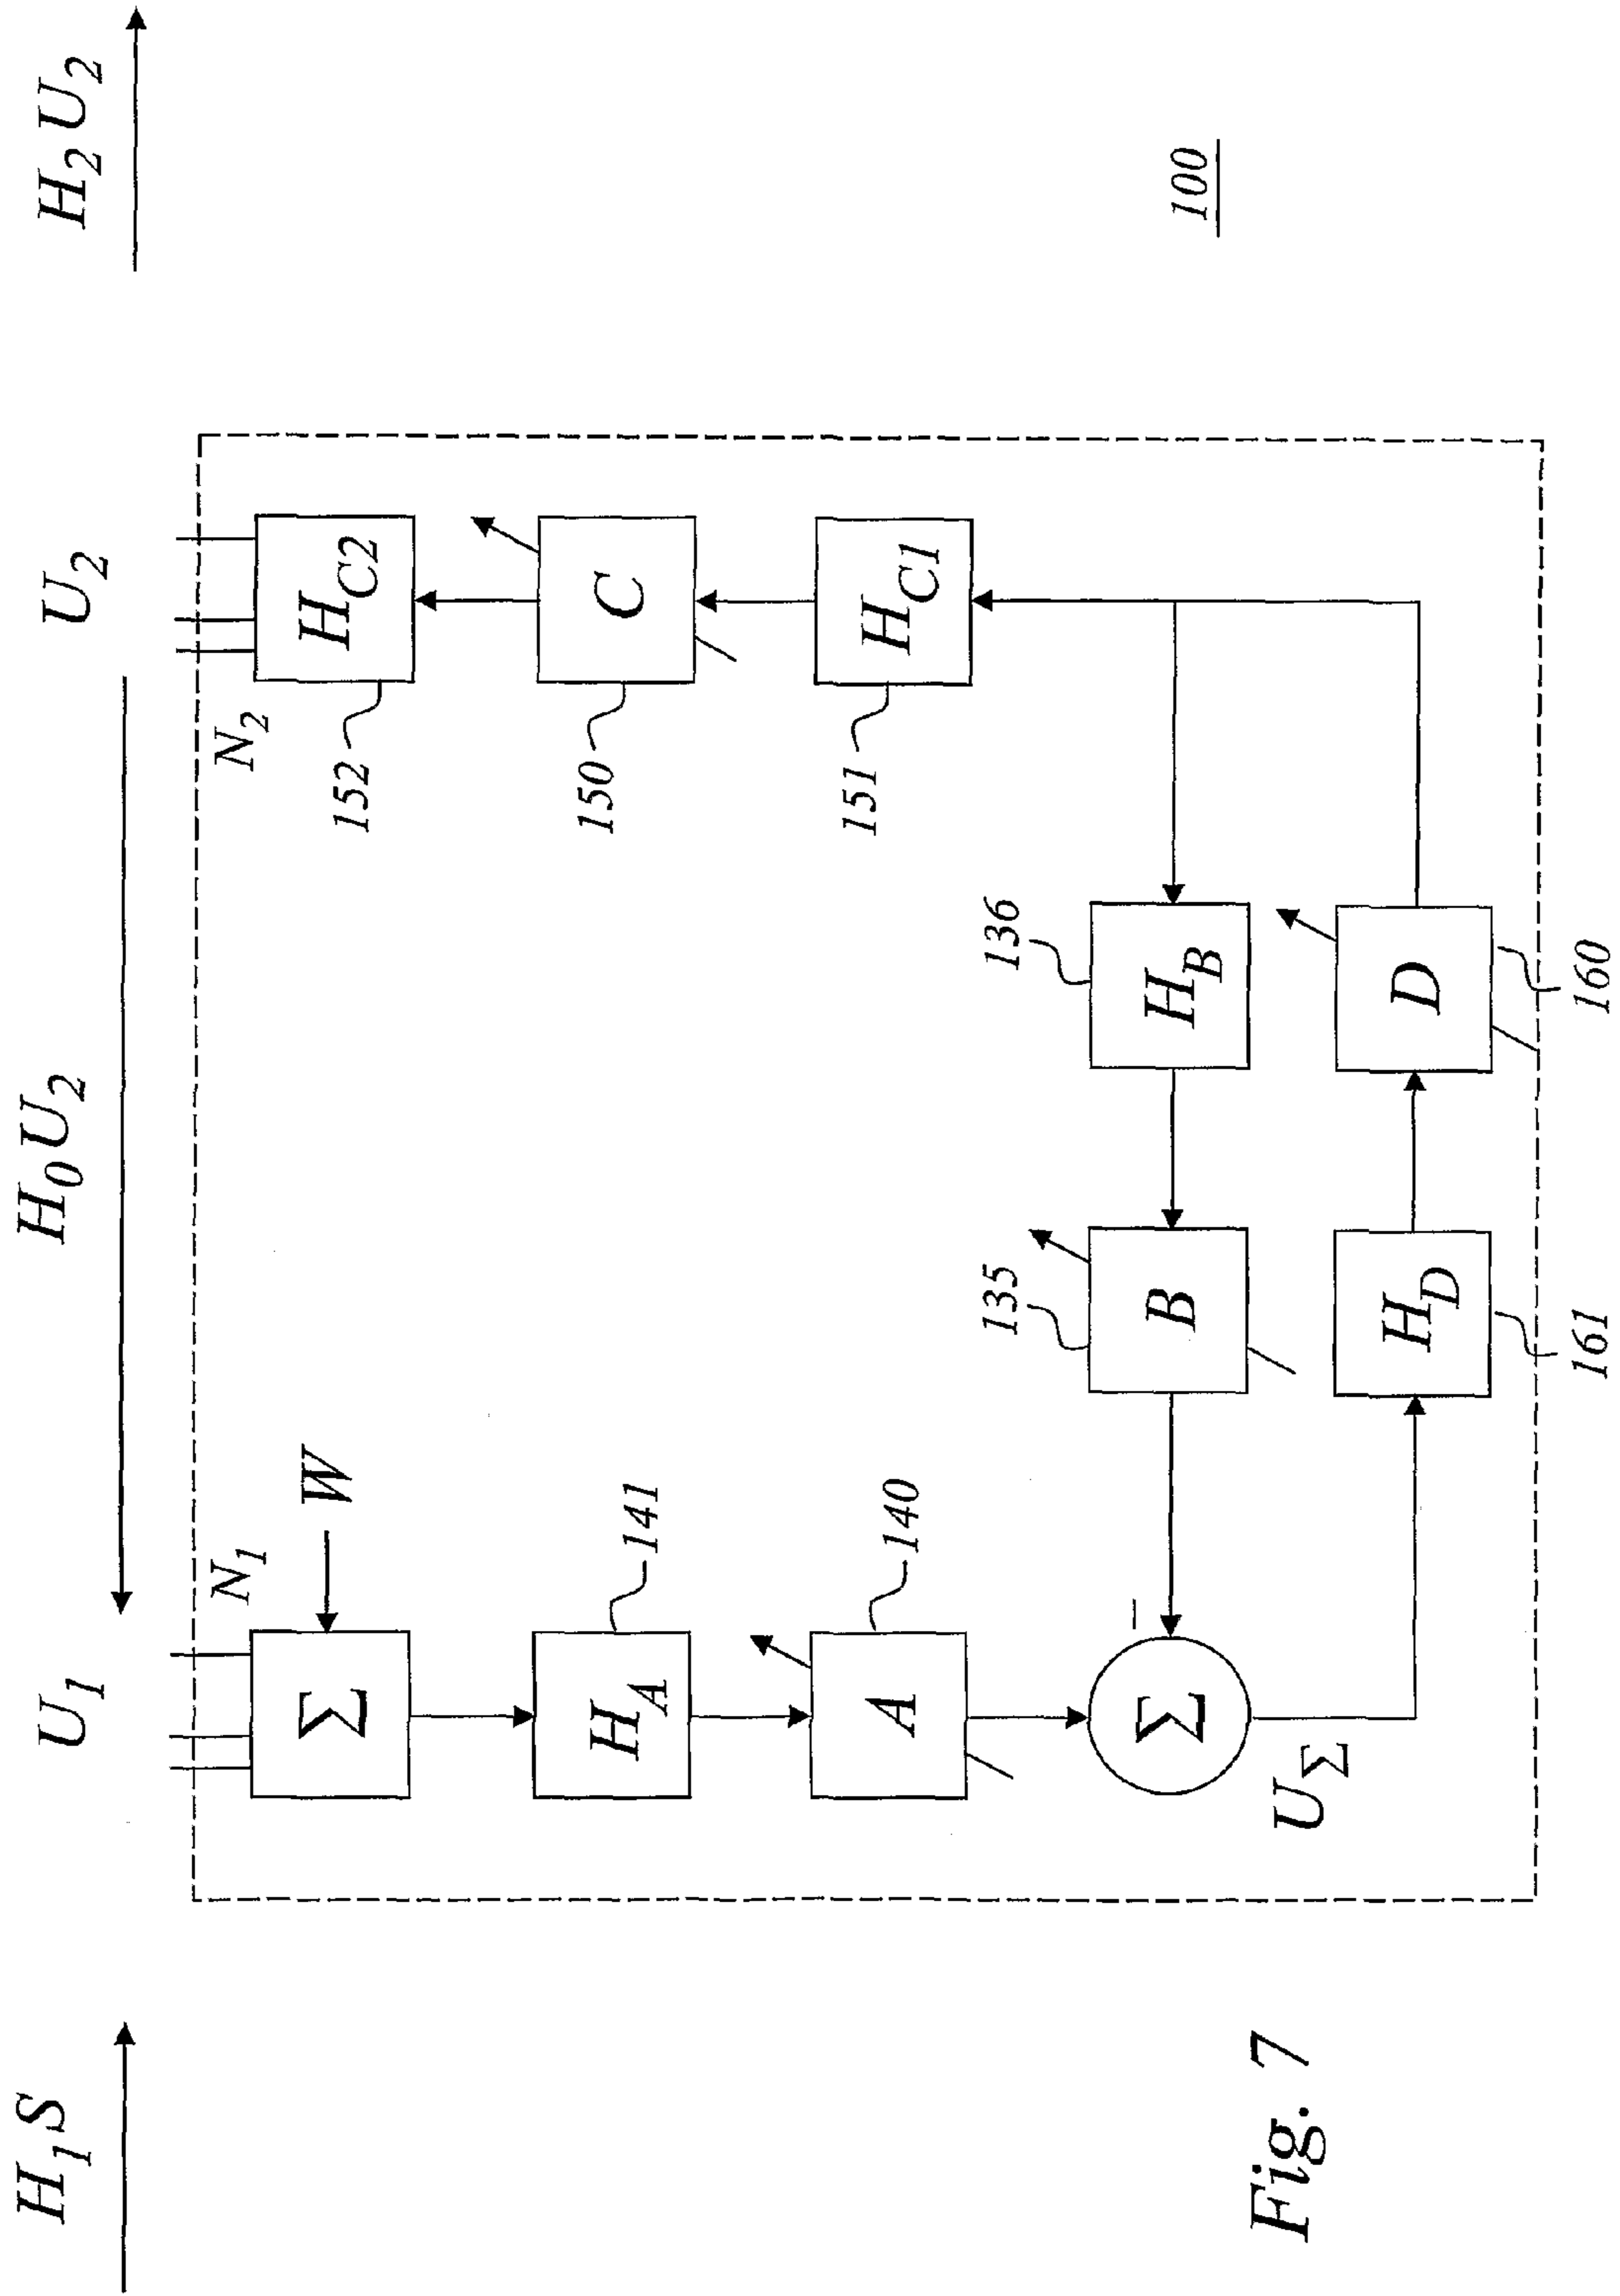 H₁S
H₀U₂
H₂U₂
U₁
U₂
N₁
N₂
Σ
W
H_C2
152
H_A
141
C
150
A
140
H_C1
151
Σ
−
B
135
H_B
136
U_Σ
H_D
161
D
160
100
Fig. 7